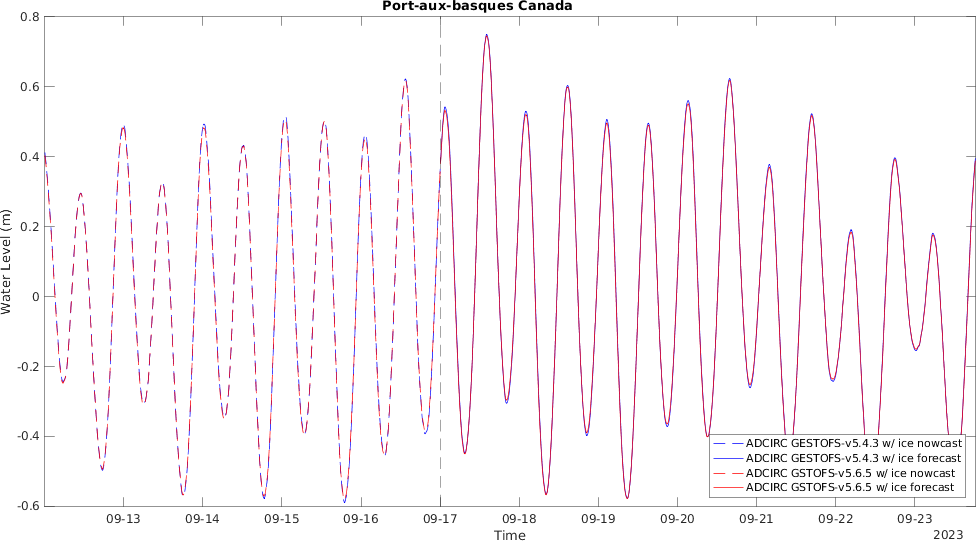 Port-aux-basques Canada
0.8
0.6
0.4
0.2
0
-0.2
-0.4
-0.6
Water Level (m)
ADCIRC GESTOFS-v5.4.3 w/ ice nowcast
ADCIRC GESTOFS-v5.4.3 w/ ice forecast
ADCIRC GSTOFS-v5.6.5 w/ ice nowcast
ADCIRC GSTOFS-v5.6.5 w/ ice forecast
09-13 09-14 09-15 09-16 09-17 09-18 09-19 09-20 09-21 09-22 09-23
Time
2023